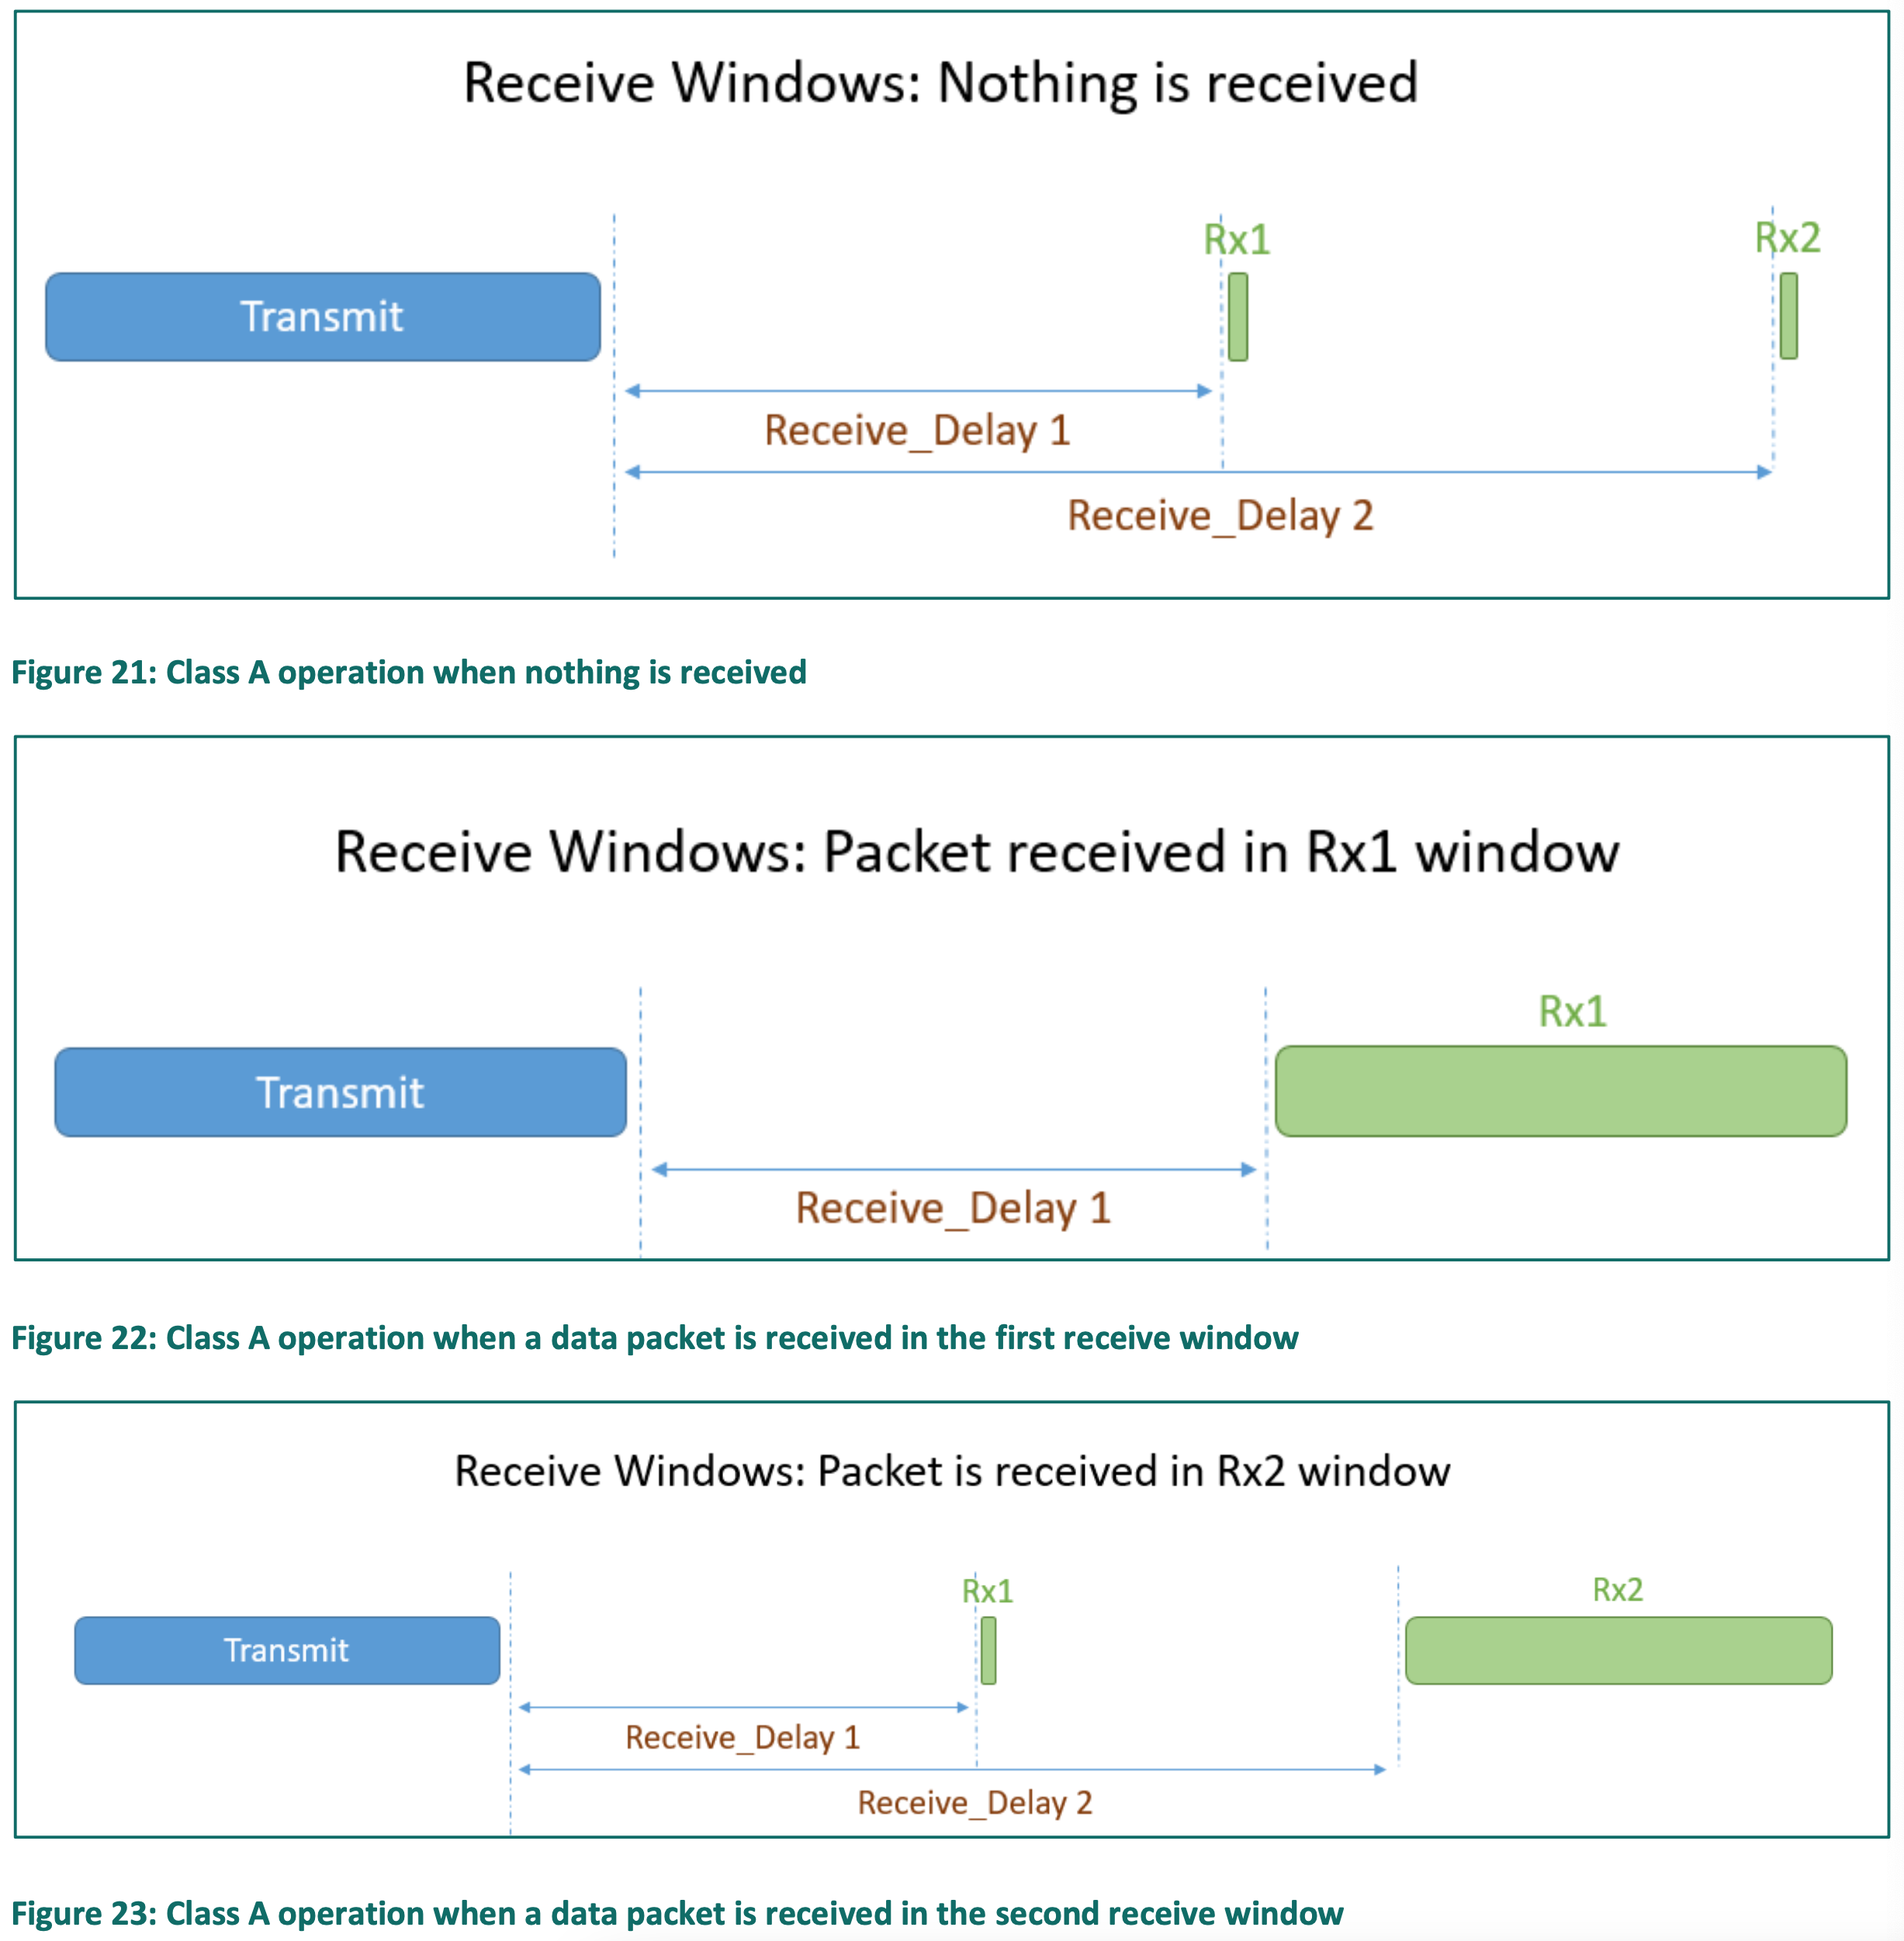 Receive Windows: Nothing is received
Rx1
Rx2
Transmit
Receive_Delay 1
Receive_Delay 2
Figure 21: Class A operation when nothing is received
Receive Windows: Packet received in Rx1 window
Rx1
Transmit
Receive_Delay 1
Figure 22: Class A operation when a data packet is received in the first receive window
Receive Windows: Packet is received in Rx2 window
Rx1
Rx2
Transmit
Receive_Delay 1
Receive_Delay 2
Figure 23: Class A operation when a data packet is received in the second receive window